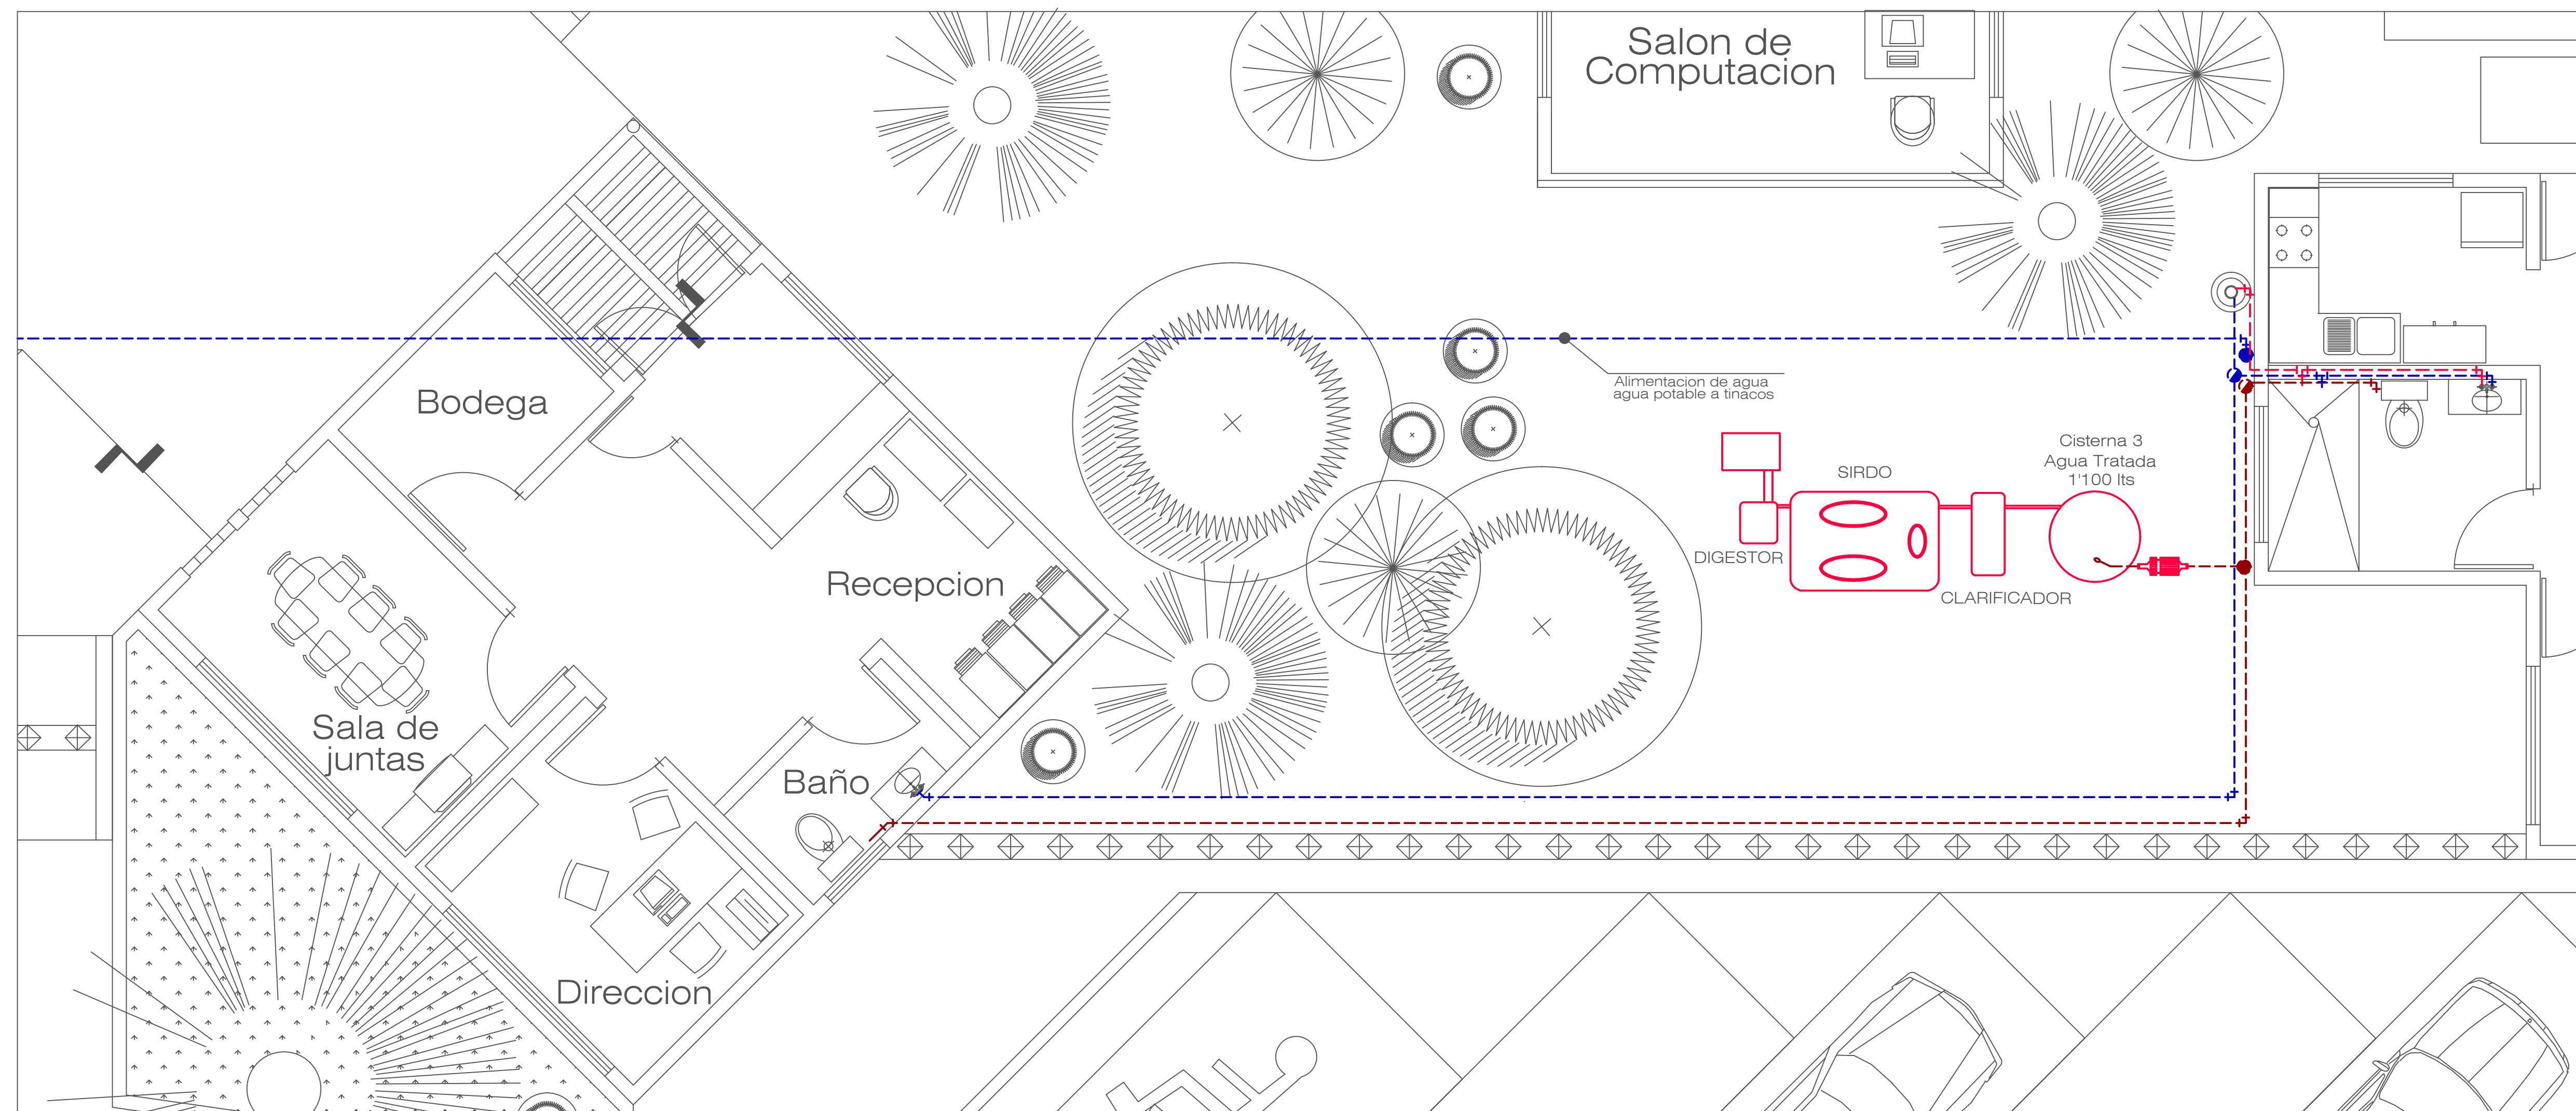 Salon de
Computacion
Bodega
Alimentacion de agua
agua potable a tinacos
Cisterna 3
Agua Tratada
1'100 lts
SIRDO
DIGESTOR
CLARIFICADOR
Recepcion
Sala de
juntas
Baño
Direccion